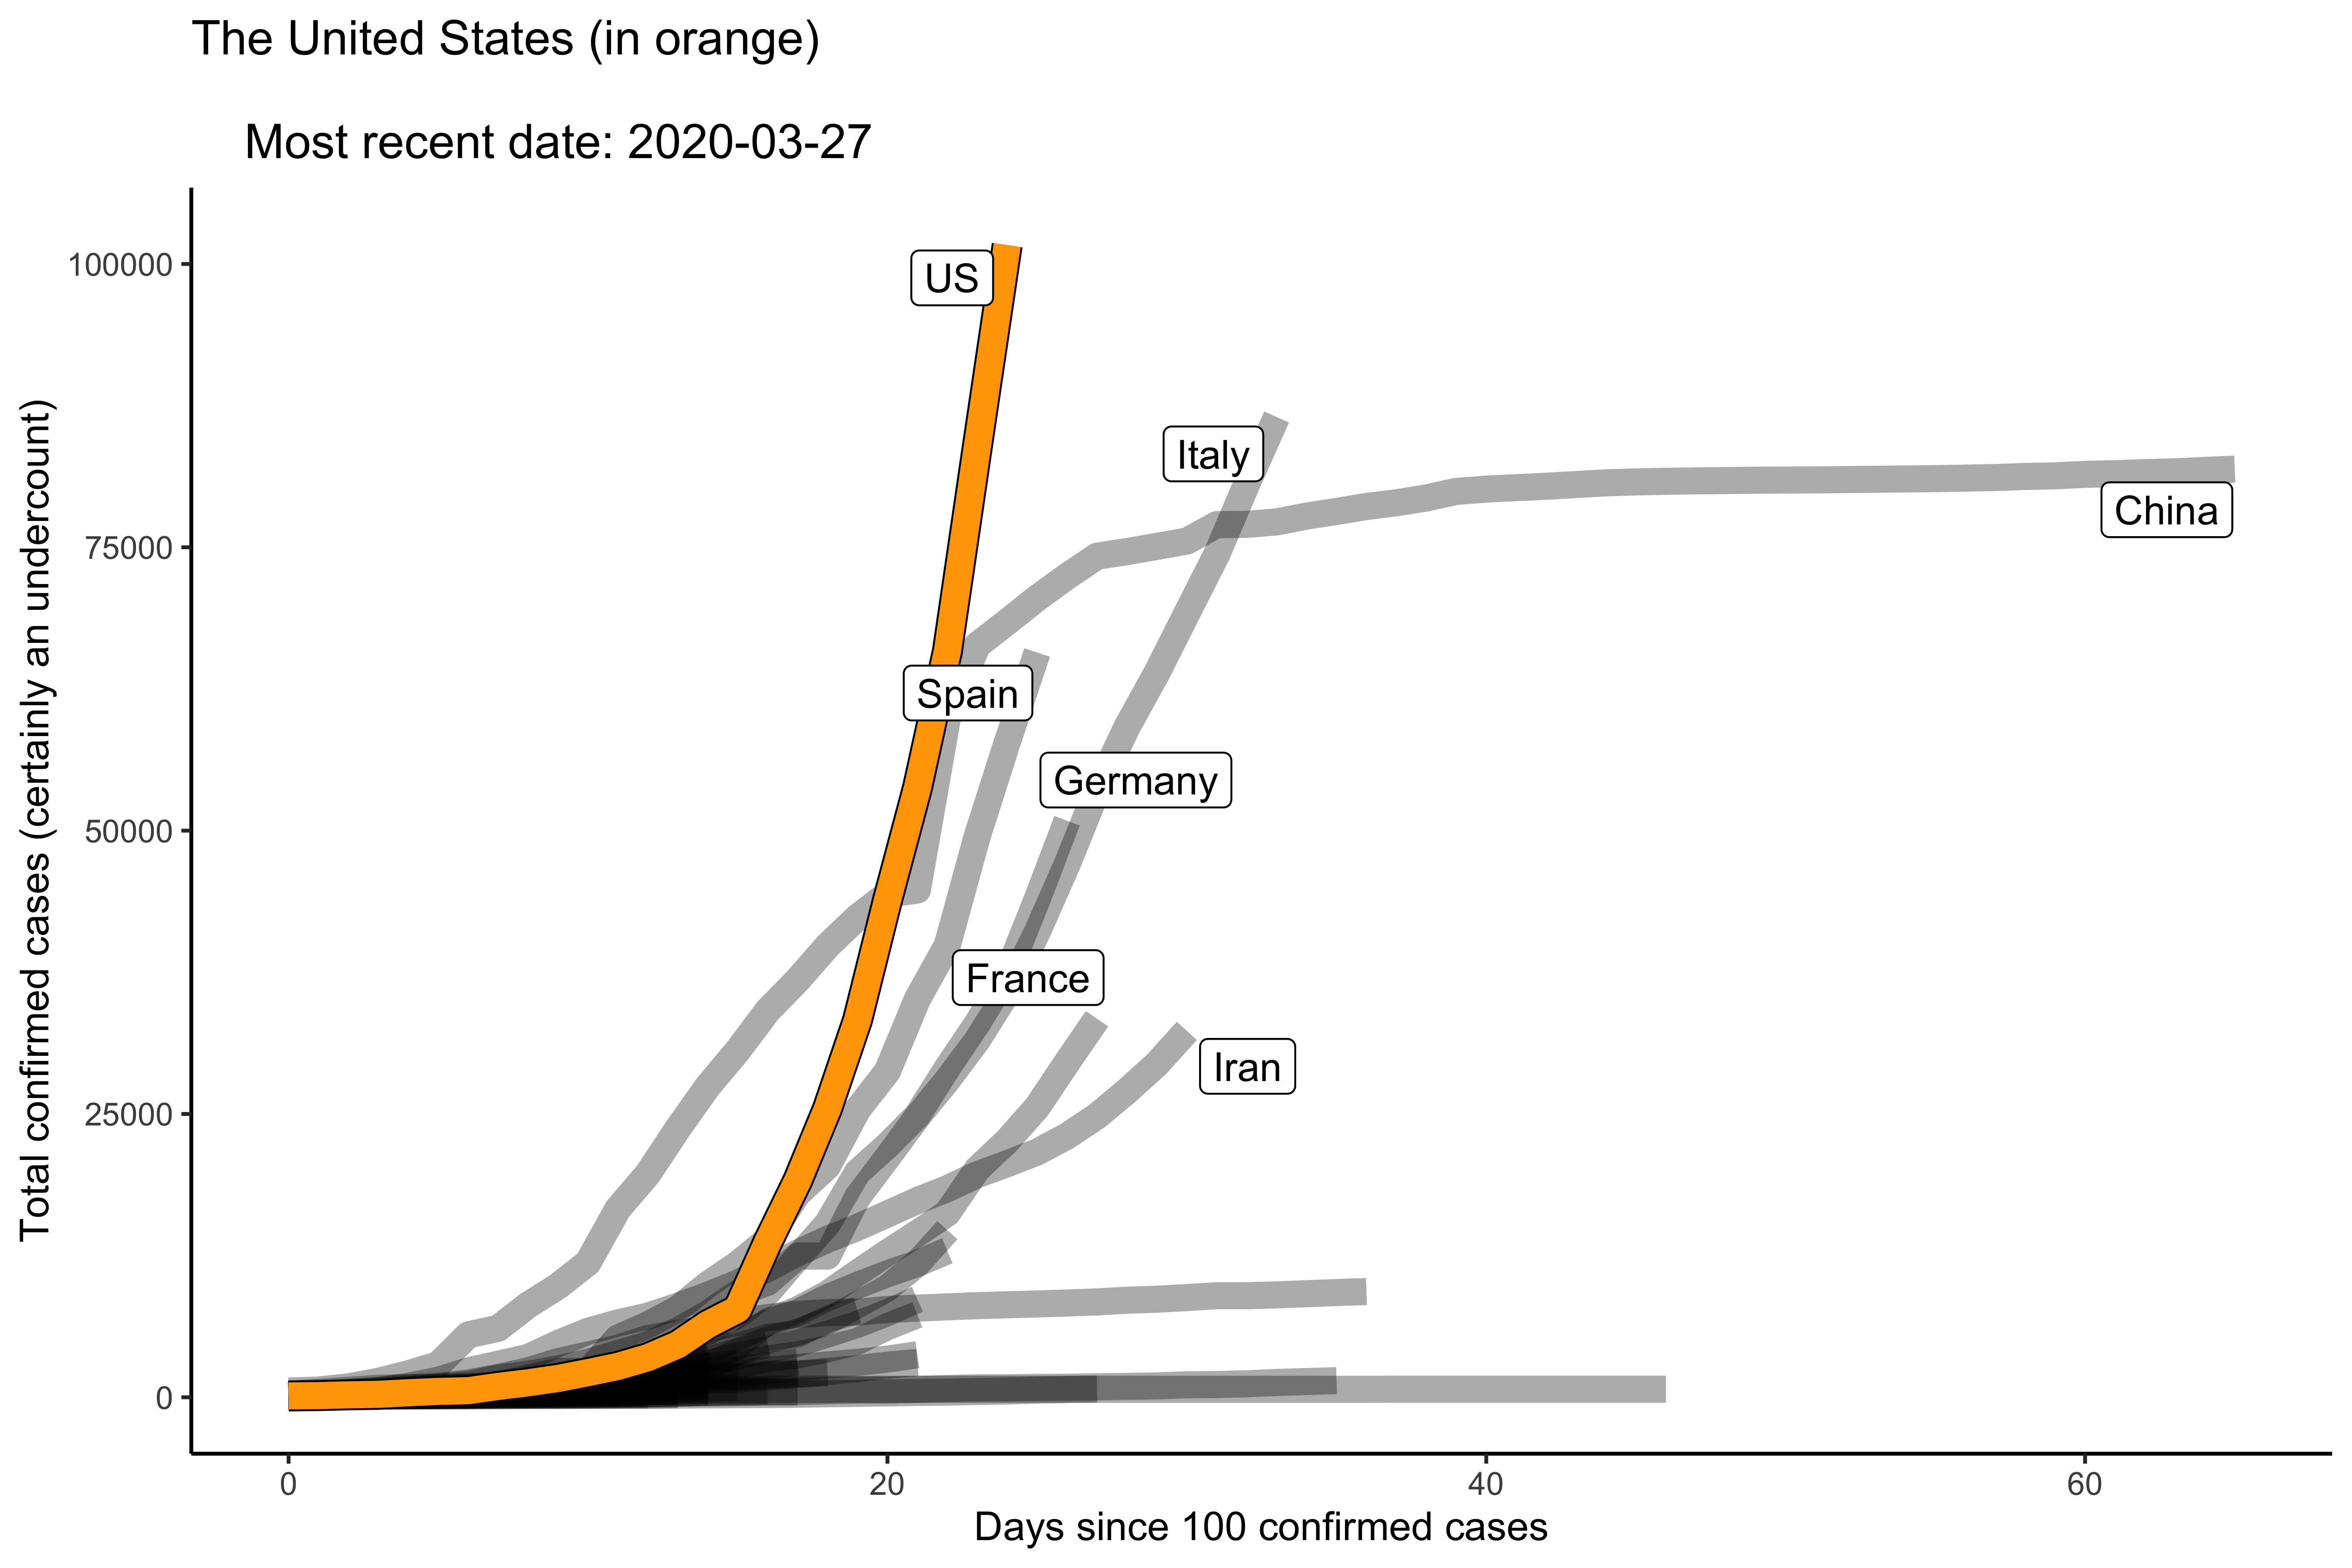 The United States (in orange)
Most recent date: 2020-03-27
Total confirmed cases (certainly an undercount)
100000
75000
50000
25000
0
US
Italy
China
Spain
Germany
France
Iran
0
20
40
60
Days since 100 confirmed cases